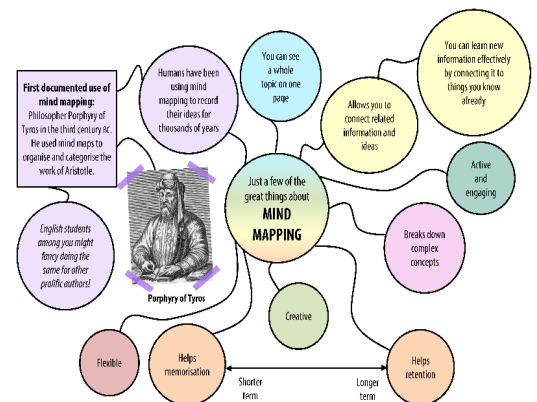 First documented use of
mind mapping:
Philosopher Porphyry of
Tyros in the third century BC.
He used mind maps to
organise and categorise the
work of Aristotle.
English students
among you might
fancy doing the
same for other
prolific authors!
Humans have been
using mind
mapping to record
their ideas for
thousands of years
Porphyry of Tyros
You can see
a whole
topic on one
page
Allows you to
connect related
information and
ideas
You can learn new
information effectively
by connecting it to
things you know
already
Just a few of the
great things about
MIND
MAPPING
Active
and
engaging
Breaks down
complex
concepts
Creative
Flexible
Helps
memorisation
Shorter
term
Longer
term
Helps
retention